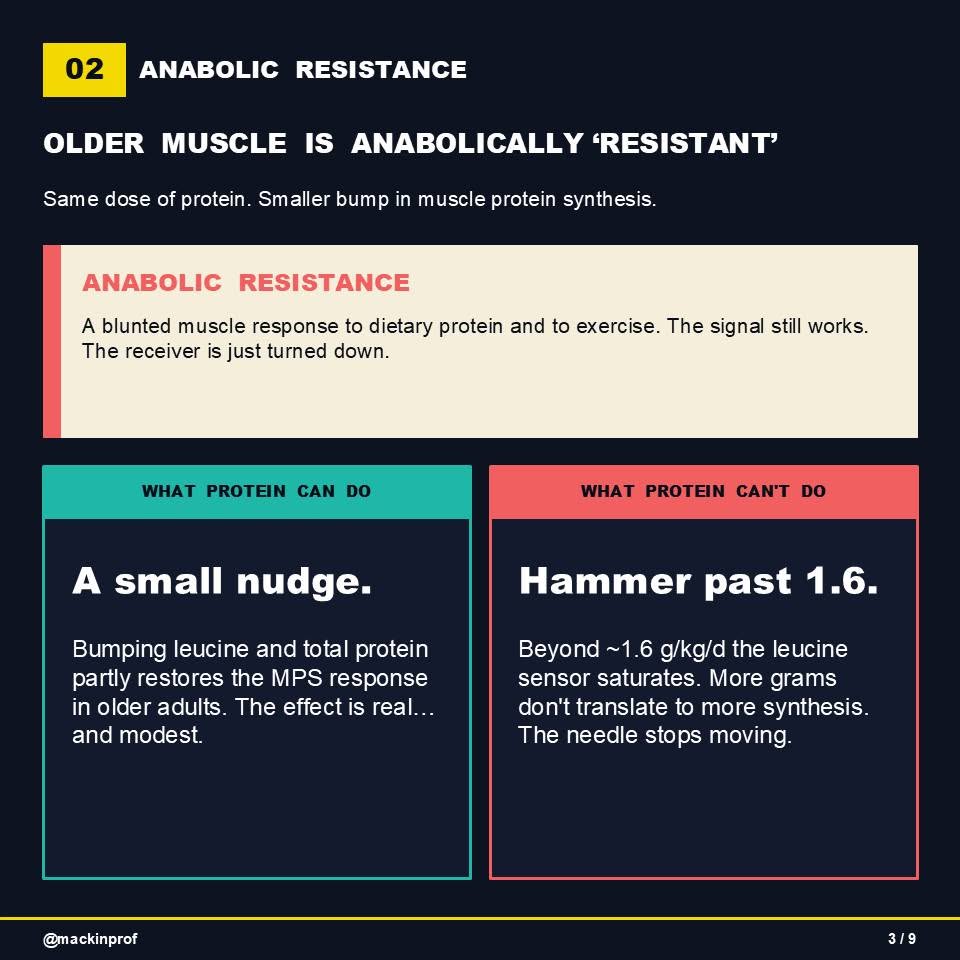 02
ANABOLIC RESISTANCE
OLDER MUSCLE IS ANABOLICALLY ‘RESISTANT’
Same dose of protein. Smaller bump in muscle protein synthesis.
ANABOLIC RESISTANCE
A blunted muscle response to dietary protein and to exercise. The signal still works.
The receiver is just turned down.
WHAT PROTEIN CAN DO
A small nudge.
Bumping leucine and total protein
partly restores the MPS response
in older adults. The effect is real…
and modest.
WHAT PROTEIN CAN'T DO
Hammer past 1.6.
Beyond ~1.6 g/kg/d the leucine
sensor saturates. More grams
don't translate to more synthesis.
The needle stops moving.
@mackinprof
3 / 9